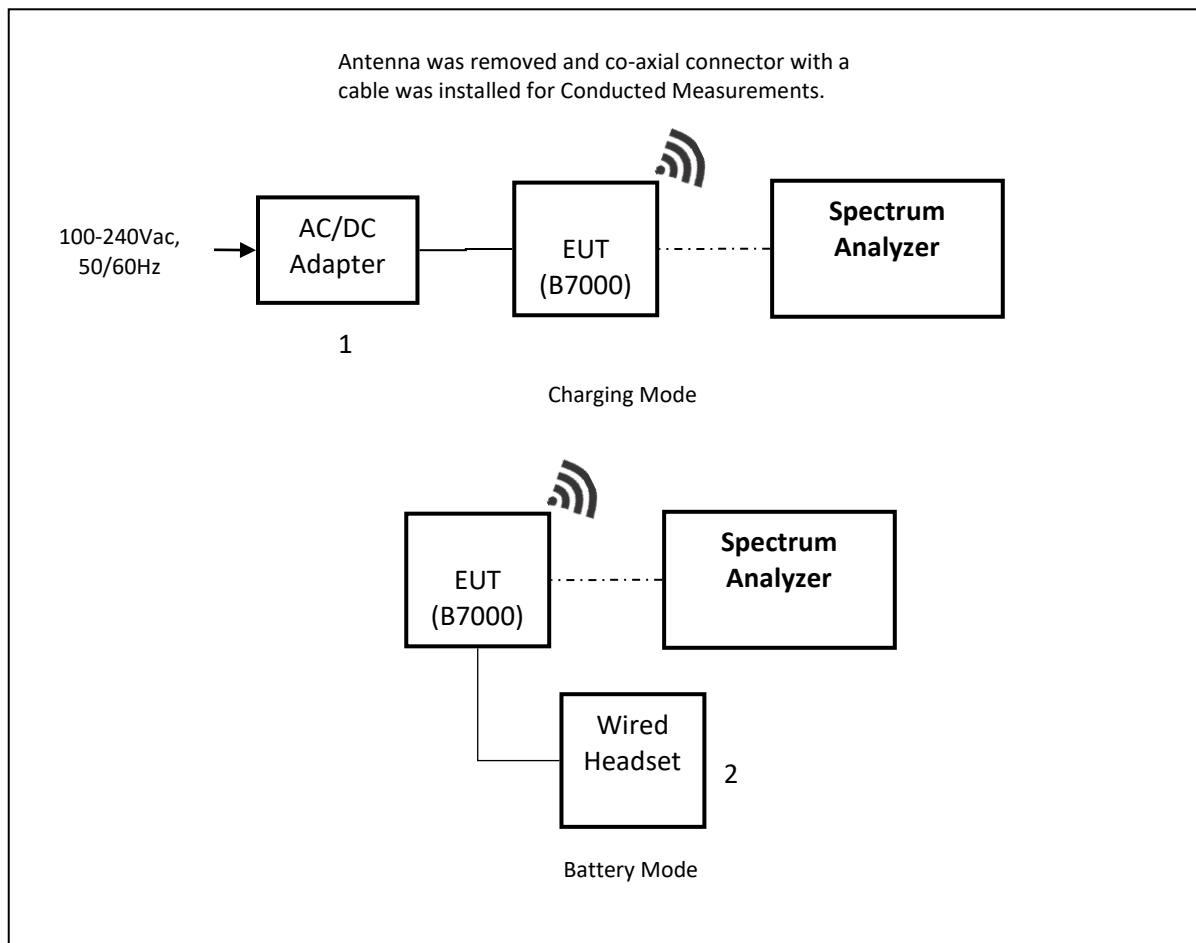 Antenna was removed and co-axial connector with a
cable was installed for Conducted Measurements.
100-240Vac,
50/60Hz
AC/DC
Adapter
1
EUT
(B7000)
Spectrum
Analyzer
Charging Mode
EUT
(B7000)
Spectrum
Analyzer
Wired
Headset
2
Battery Mode